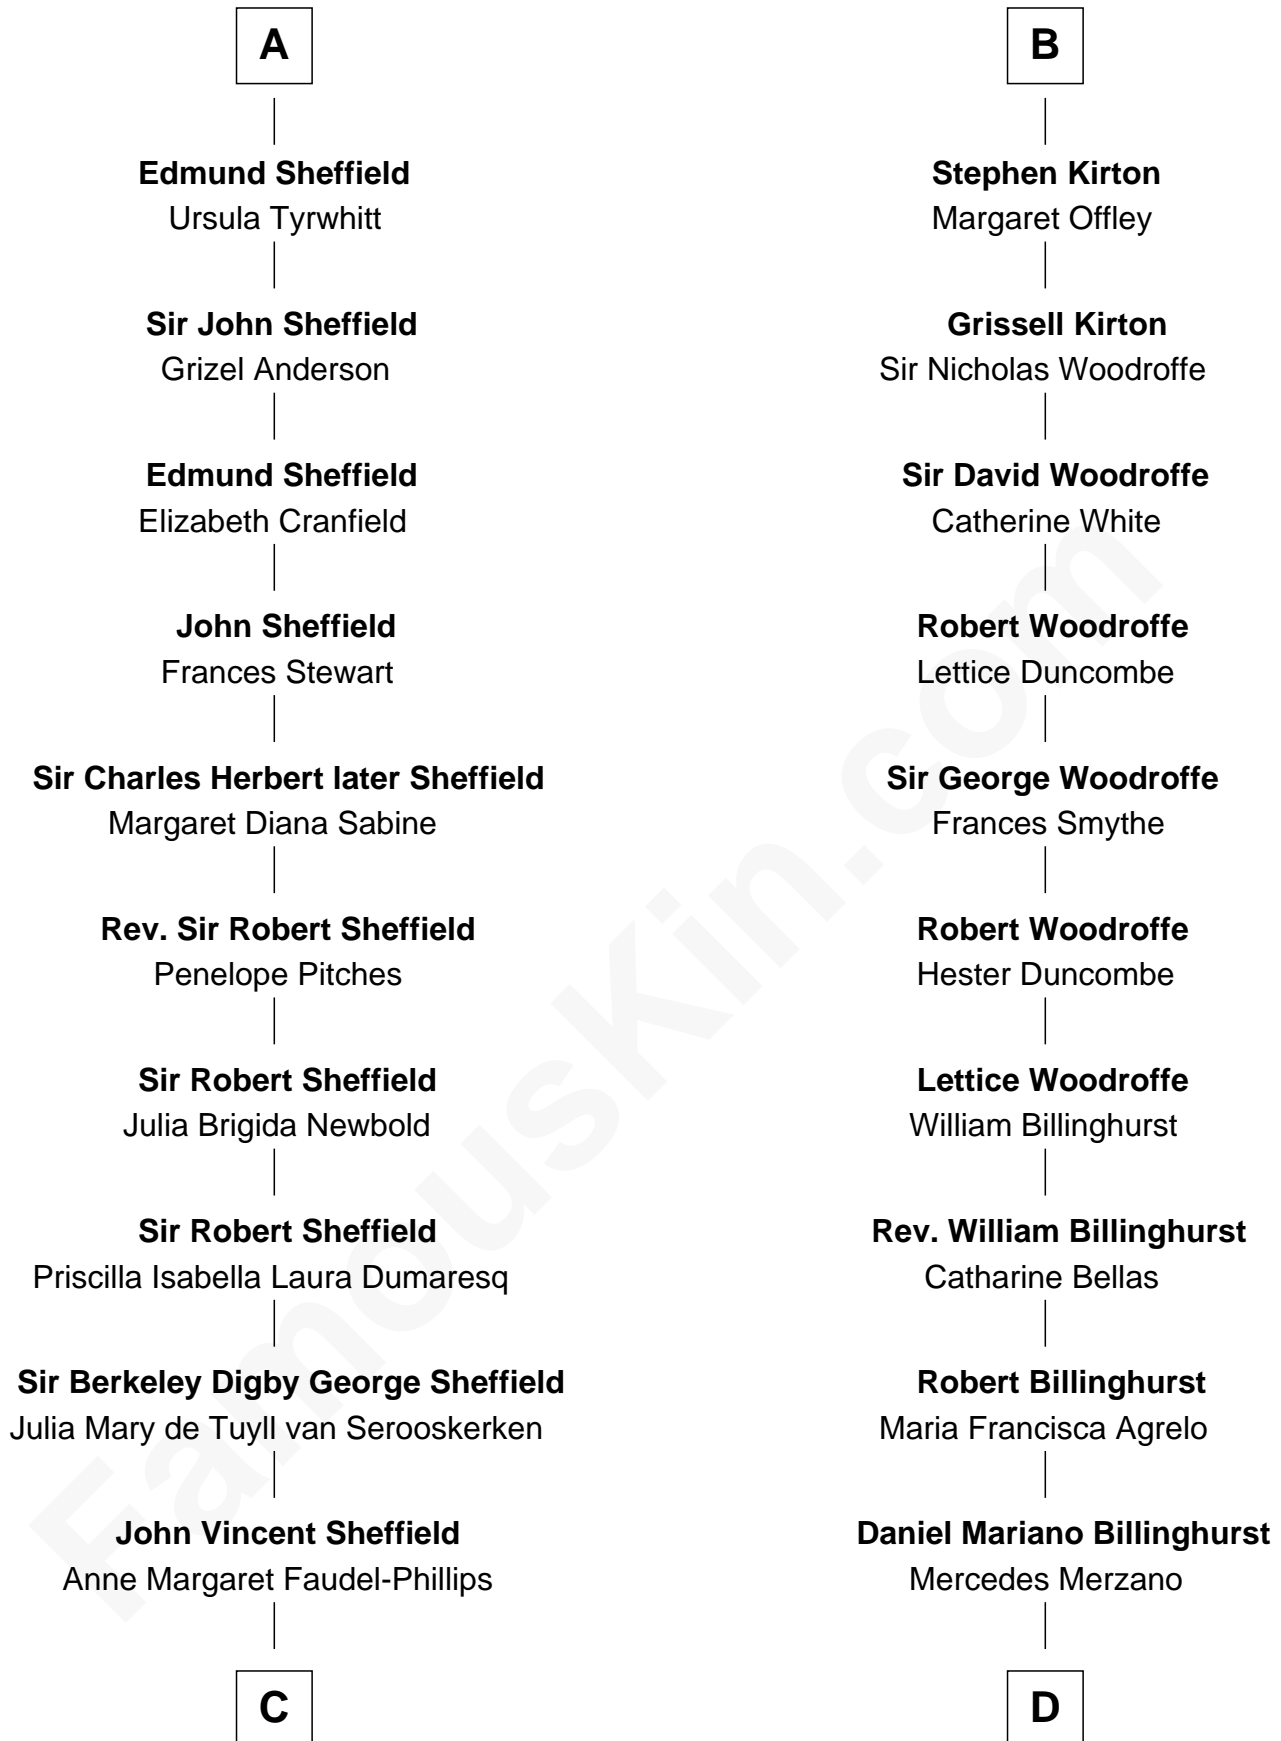 A
Edmund Sheffield
Ursula Tyrwhitt
Sir John Sheffield
Grizel Anderson
Edmund Sheffield
Elizabeth Cranfield
John Sheffield
Frances Stewart
Sir Charles Herbert later Sheffield
Margaret Diana Sabine
Rev. Sir Robert Sheffield
Penelope Pitches
Sir Robert Sheffield
Julia Brigida Newbold
Sir Robert Sheffield
Priscilla Isabella Laura Dumaresq
Sir Berkeley Digby George Sheffield
Julia Mary de Tuyll van Serooskerken
John Vincent Sheffield
Anne Margaret Faudel-Phillips
C
B
Stephen Kirton
Margaret Offley
Grissell Kirton
Sir Nicholas Woodroffe
Sir David Woodroffe
Catherine White
Robert Woodroffe
Lettice Duncombe
Sir George Woodroffe
Frances Smythe
Robert Woodroffe
Hester Duncombe
Lettice Woodroffe
William Billinghurst
Rev. William Billinghurst
Catharine Bellas
Robert Billinghurst
Maria Francisca Agrelo
Daniel Mariano Billinghurst
Mercedes Merzano
D
FamousKin.com